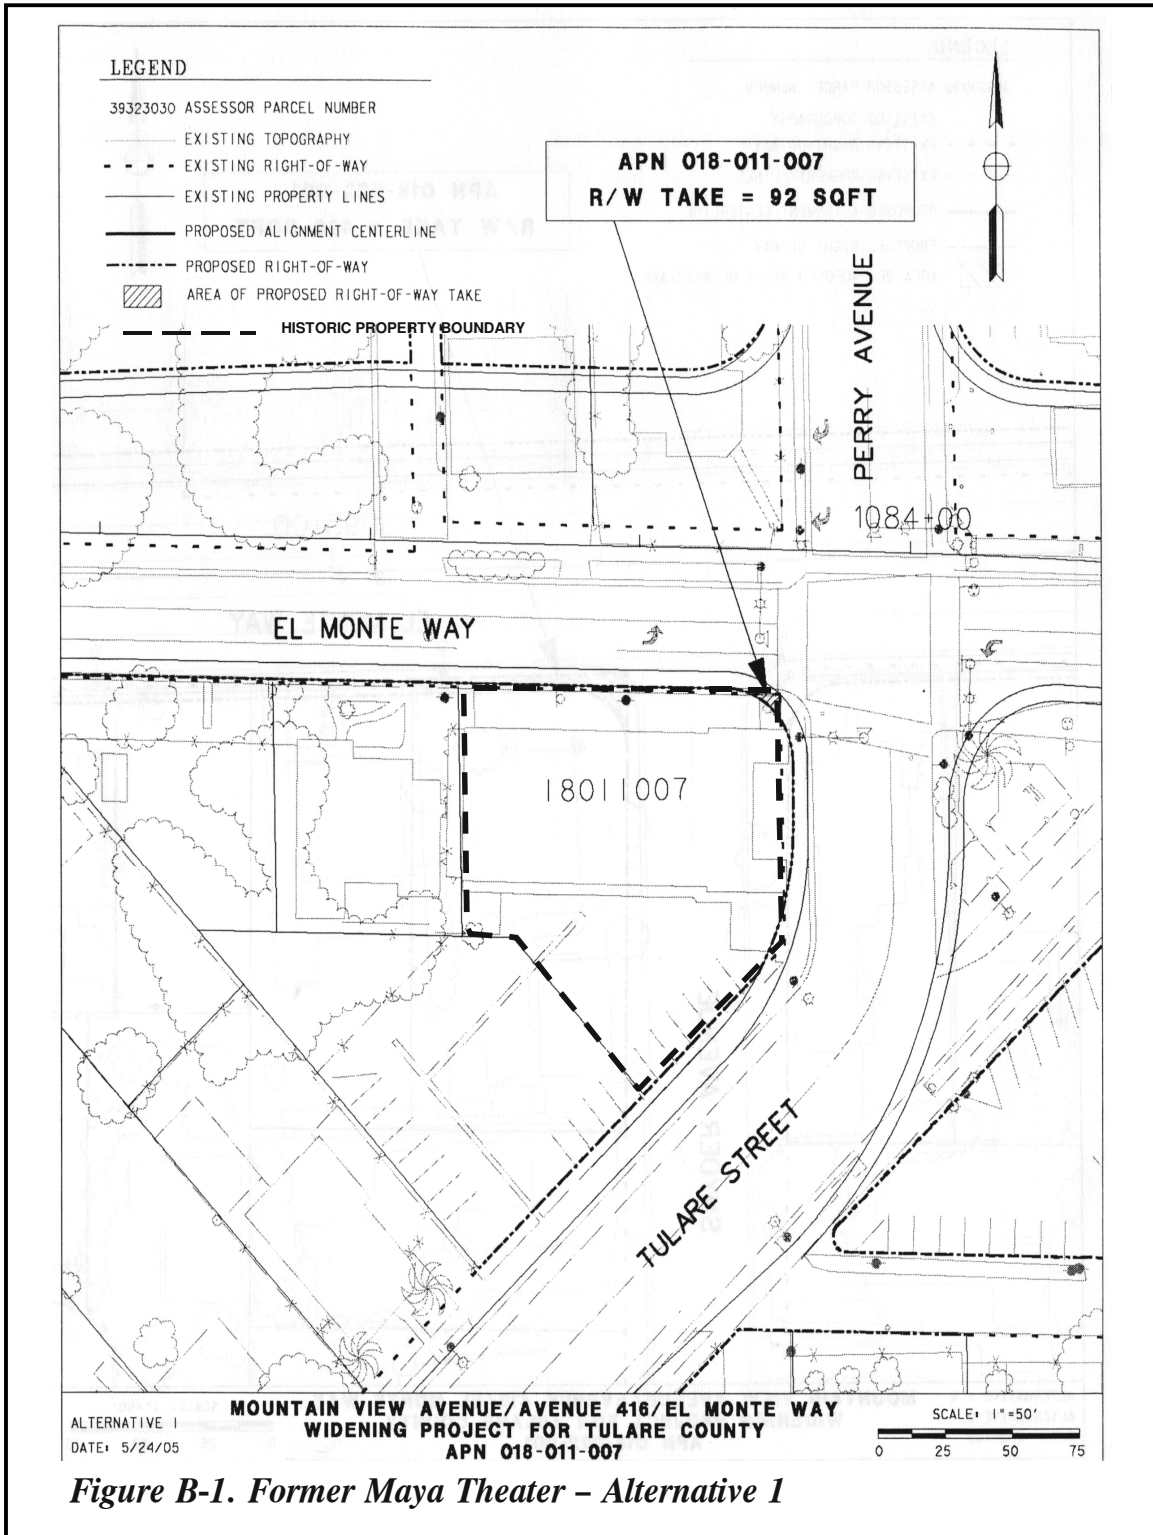 LEGEND
39323030 ASSESSOR PARCEL NUMBER
EXISTING TOPOGRAPHY
EXISTING RIGHT-OF-WAY
EXISTING PROPERTY LINES
PROPOSED ALIGNMENT CENTERLINE
PROPOSED RIGHT-OF-WAY
AREA OF PROPOSED RIGHT-OF-WAY TAKE
HISTORIC PROPERTY BOUNDARY
APN 018-011-007
R/W TAKE = 92 SQFT
PERRY AVENUE
1084+00
EL MONTE WAY
18011007
TULARE STREET
ALTERNATIVE 1
DATE: 5/24/05
MOUNTAIN VIEW AVENUE/AVENUE 416/EL MONTE WAY
WIDENING PROJECT FOR TULARE COUNTY
APN 018-011-007
SCALE: 1"=50'
0 25 50 75
Figure B-1. Former Maya Theater – Alternative 1